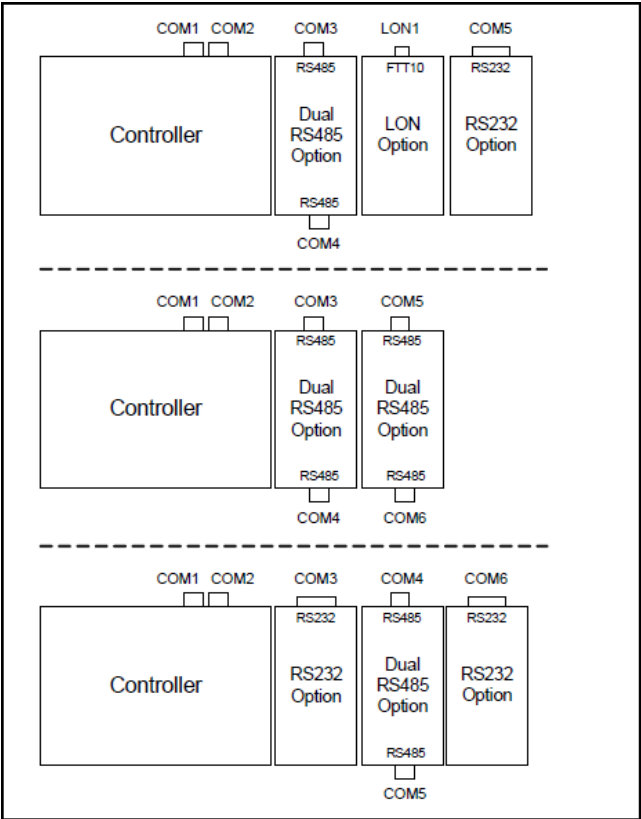 COM1 COM2 COM3 LON1 COM5
RS485 FTT10 RS232
Controller
Dual
RS485
Option
LON
Option
RS232
Option
RS485
COM4
COM1 COM2 COM3 COM5
RS485 RS485
Controller
Dual
RS485
Option
Dual
RS485
Option
RS485 RS485
COM4 COM6
COM1 COM2 COM3 COM4 COM6
RS232 RS485 RS232
Controller
RS232
Option
Dual
RS485
Option
RS232
Option
RS485
COM5